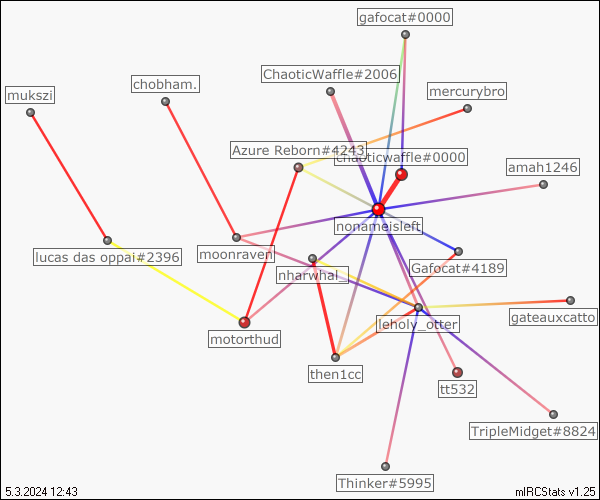 gafocat#0000
ChaoticWaffle#2006
chobham.
mercurybro
mukszi
Azure Reborn#4243
chaoticwaffle#0000
amah1246
nonameisleft
moonraven
lucas das oppai#2396
Gafocat#4189
nharwhal_
gateauxcatto
leholy_otter
motorthud
then1cc
tt532
TripleMidget#8824
Thinker#5995
5.3.2024 12:43
mIRCStats v1.25